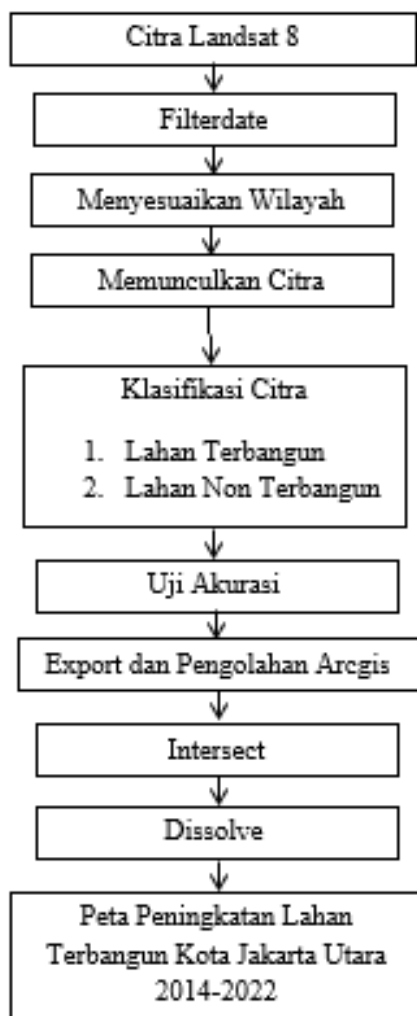 Citra Landsat 8
Filterdate
Menyesuaikan Wilayah
Memunculkan Citra
Klasifikasi Citra
1. Lahan Terbangun
2. Lahan Non Terbangun
Uji Akurasi
Export dan Pengolahan Arcgis
Intersect
Dissolve
Peta Peningkatan Lahan
Terbangun Kota Jakarta Utara
2014-2022